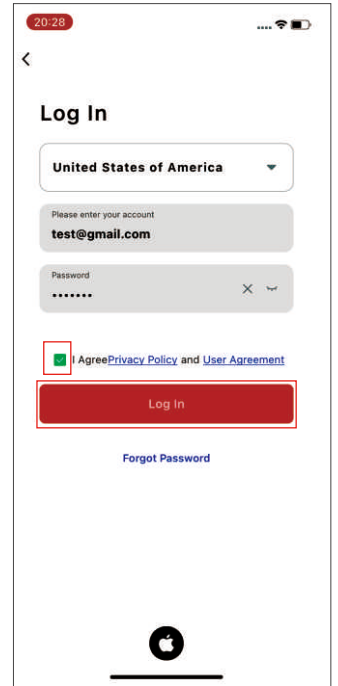 20:28
Log In
United States of America
Please enter your account
test@gmail.com
Password
•••••••
I AgreePrivacy Policy and User Agreement
Log In
Forgot Password